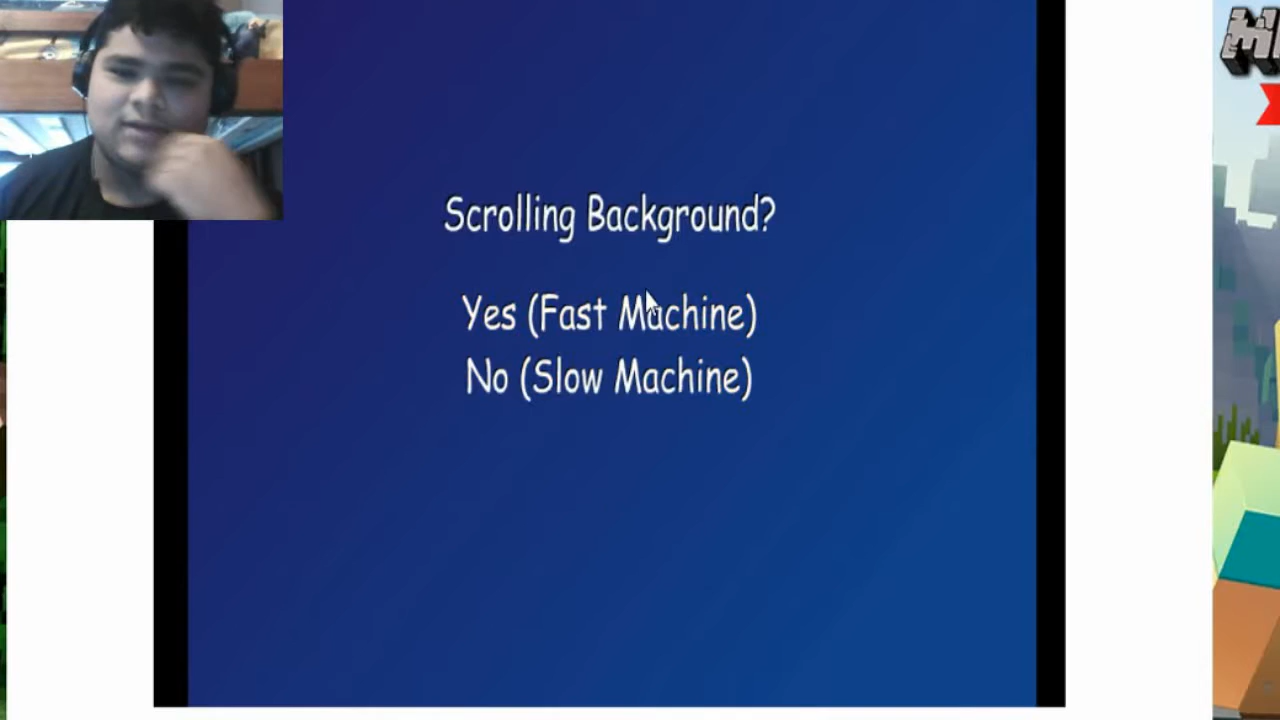 Scrolling Background?
Yes (Fast Machine)
No (Slow Machine)